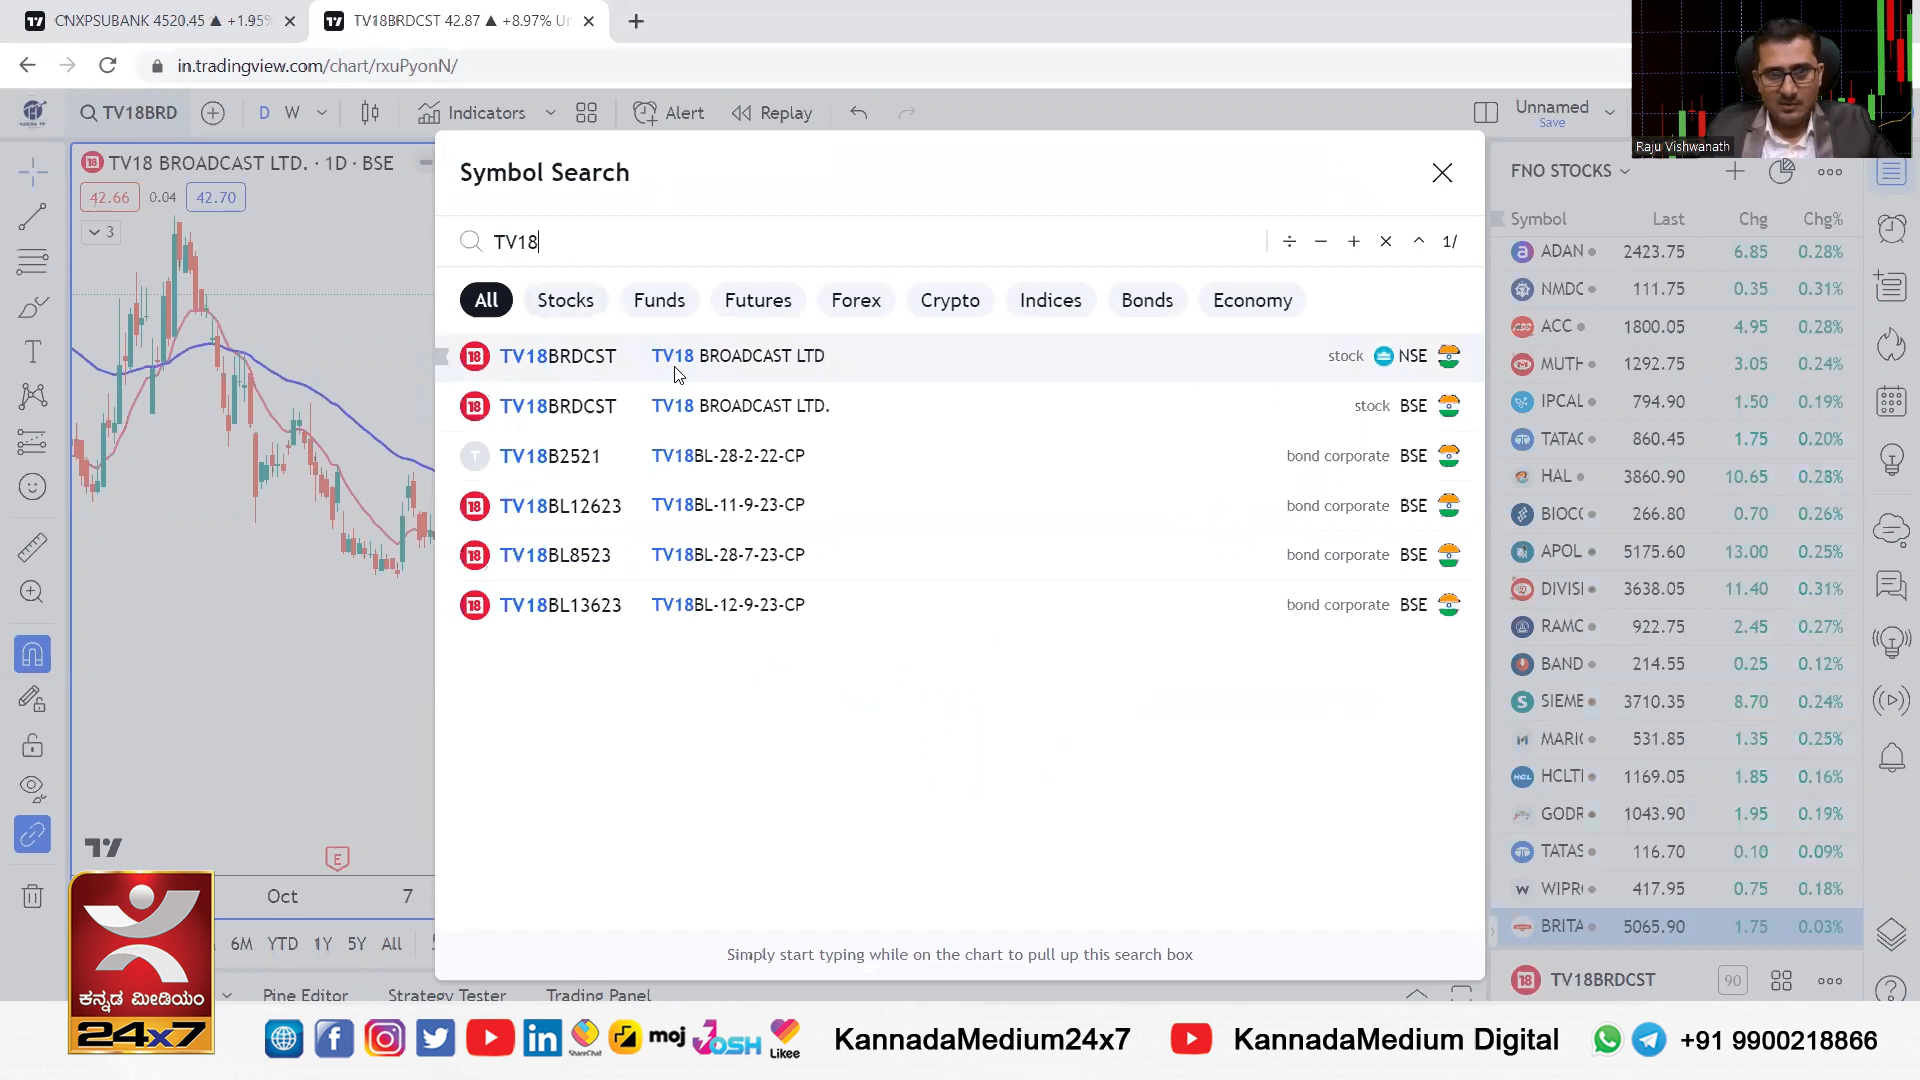 CNXPSUBANK 4520.45 ▲ +1.95%
TV18BRDCST 42.87 ▲ +8.97% Un
in.tradingview.com/chart/rxuPyonN/
TV18BRD
D W
Indicators
Alert
Replay
Unnamed
Save
Raju Vishwanath
TV18 BROADCAST LTD. · 1D · BSE
42.66 0.04 42.70
3
Symbol Search
TV18
÷ − + × ^ 1/
All Stocks Funds Futures Forex Crypto Indices Bonds Economy
TV18BRDCST TV18 BROADCAST LTD stock NSE
TV18BRDCST TV18 BROADCAST LTD. stock BSE
TV18B2521 TV18BL-28-2-22-CP bond corporate BSE
TV18BL12623 TV18BL-11-9-23-CP bond corporate BSE
TV18BL8523 TV18BL-28-7-23-CP bond corporate BSE
TV18BL13623 TV18BL-12-9-23-CP bond corporate BSE
Simply start typing while on the chart to pull up this search box
FNO STOCKS
Symbol Last Chg Chg%
ADAN 2423.75 6.85 0.28%
NMDC 111.75 0.35 0.31%
ACC 1800.05 4.95 0.28%
MUTH 1292.75 3.05 0.24%
IPCAL 794.90 1.50 0.19%
TATAC 860.45 1.75 0.20%
HAL 3860.90 10.65 0.28%
BIOCO 266.80 0.70 0.26%
APOL 5175.60 13.00 0.25%
DIVISI 3638.05 11.40 0.31%
RAMC 922.75 2.45 0.27%
BAND 214.55 0.25 0.12%
SIEME 3710.35 8.70 0.24%
MARIC 531.85 1.35 0.25%
HCLTI 1169.05 1.85 0.16%
GODR 1043.90 1.95 0.19%
TATAS 116.70 0.10 0.09%
WIPR 417.95 0.75 0.18%
BRITA 5065.90 1.75 0.03%
TV18BRDCST 90
E
Oct 7
6M YTD 1Y 5Y All
Pine Editor Strategy Tester Trading Panel
ಕನ್ನಡ ಮೀಡಿಯಂ
24x7
ShareChat
moj
JOSH
Likee
KannadaMedium24x7
KannadaMedium Digital
+91 9900218866